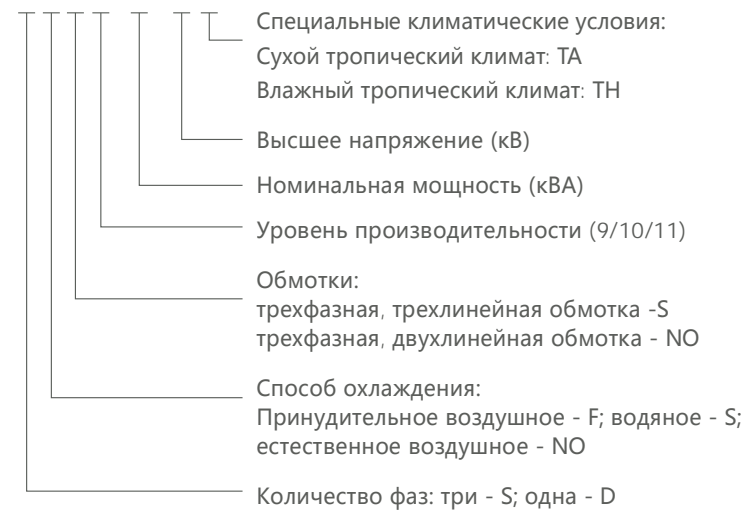 Специальные климатические условия:
Сухой тропический климат: TA
Влажный тропический климат: TH
Высшее напряжение (кВ)
Номинальная мощность (кВА)
Уровень производительности (9/10/11)
Обмотки:
трехфазная, трехлинейная обмотка -S
трехфазная, двухлинейная обмотка - NO
Способ охлаждения:
Принудительное воздушное - F; водяное - S;
естественное воздушное - NO
Количество фаз: три - S; одна - D